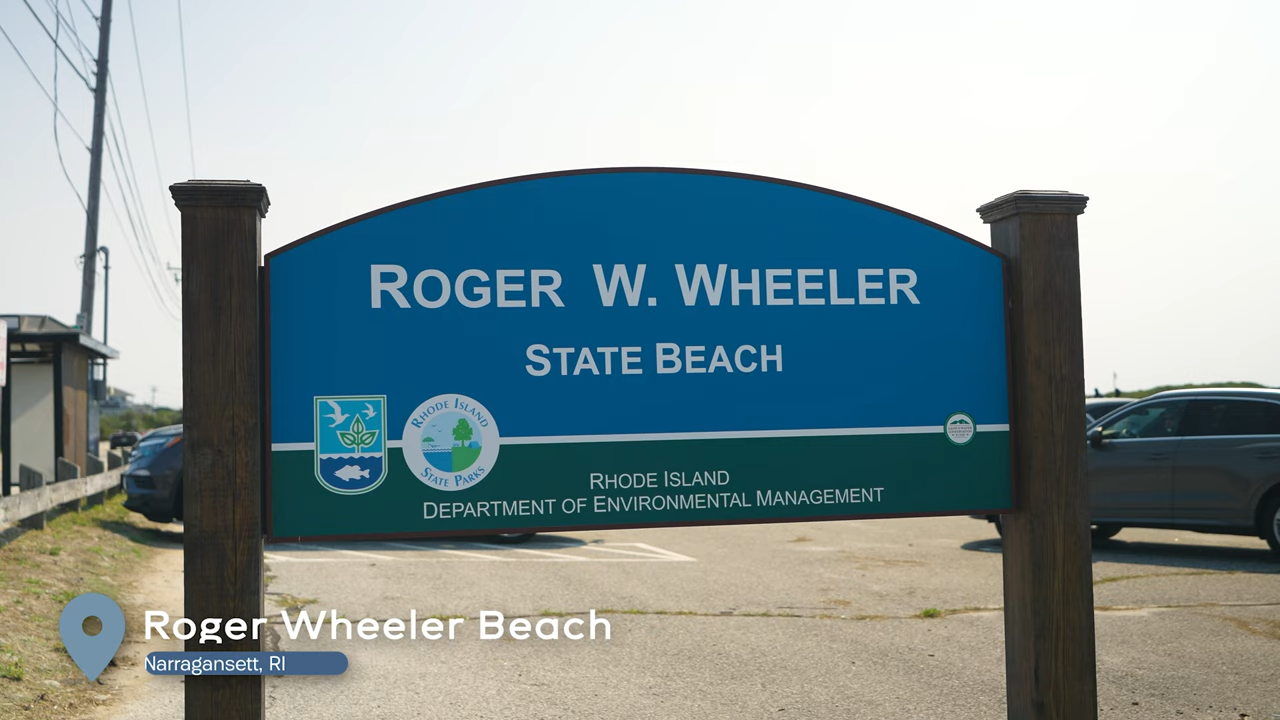 ROGER W. WHEELER
STATE BEACH
RHODE ISLAND
STATE PARKS
RHODE ISLAND
DEPARTMENT OF ENVIRONMENTAL MANAGEMENT
Roger Wheeler Beach
Narragansett, RI